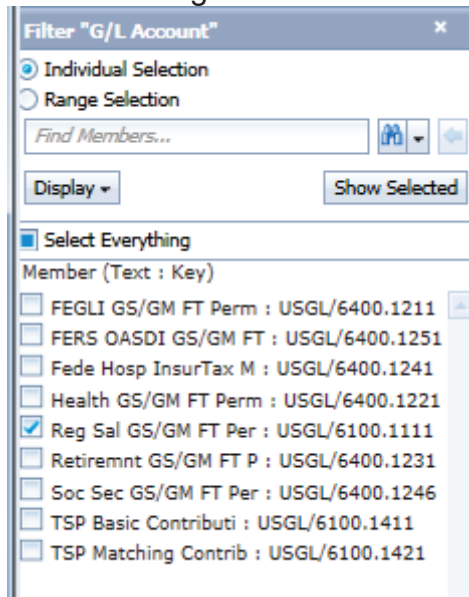 Filter "G/L Account"
Individual Selection
Range Selection
Find Members...
Display
Show Selected
Select Everything
Member (Text : Key)
FEGLI GS/GM FT Perm : USGL/6400.1211
FERS OASDI GS/GM FT : USGL/6400.1251
Fede Hosp InsurTax M : USGL/6400.1241
Health GS/GM FT Perm : USGL/6400.1221
Reg Sal GS/GM FT Per : USGL/6100.1111
Retiremnt GS/GM FT P : USGL/6400.1231
Soc Sec GS/GM FT Per : USGL/6400.1246
TSP Basic Contributi : USGL/6100.1411
TSP Matching Contrib : USGL/6100.1421